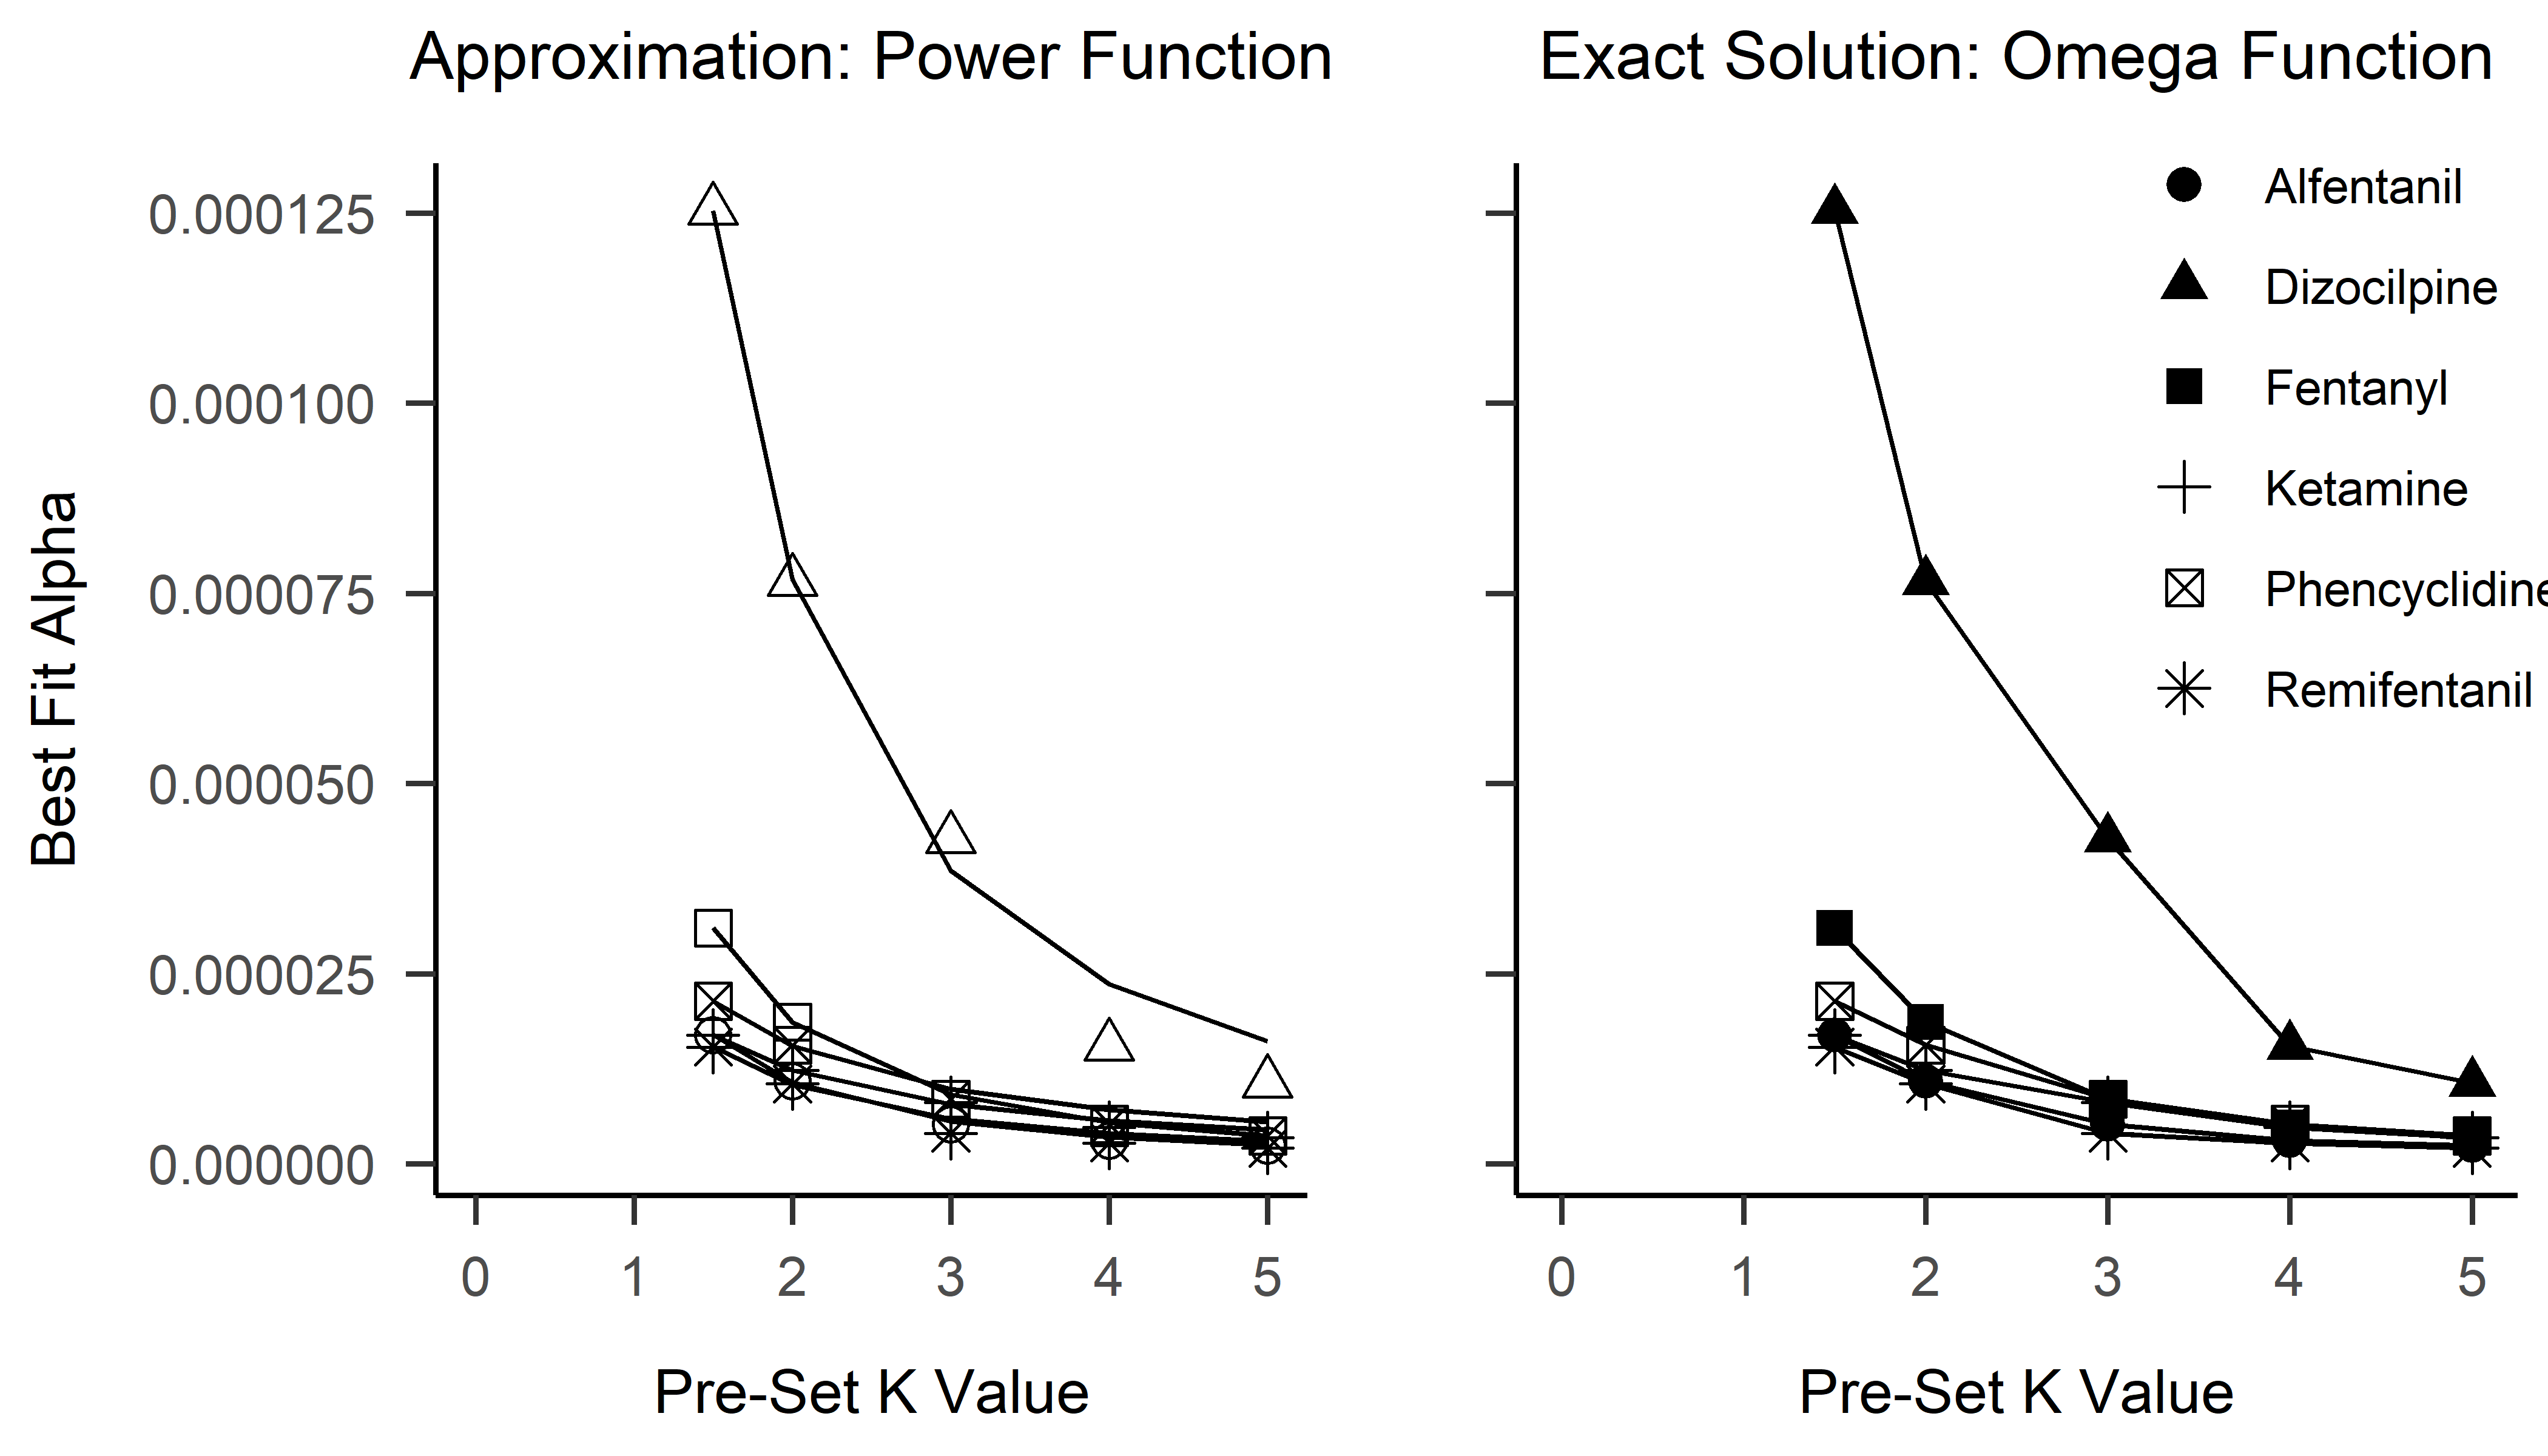 Approximation: Power Function
Exact Solution: Omega Function
Best Fit Alpha
0.000125
0.000100
0.000075
0.000050
0.000025
0.000000
0 1 2 3 4 5
Pre-Set K Value
Alfentanil
Dizocilpine
Fentanyl
Ketamine
Phencyclidine
Remifentanil
0 1 2 3 4 5
Pre-Set K Value